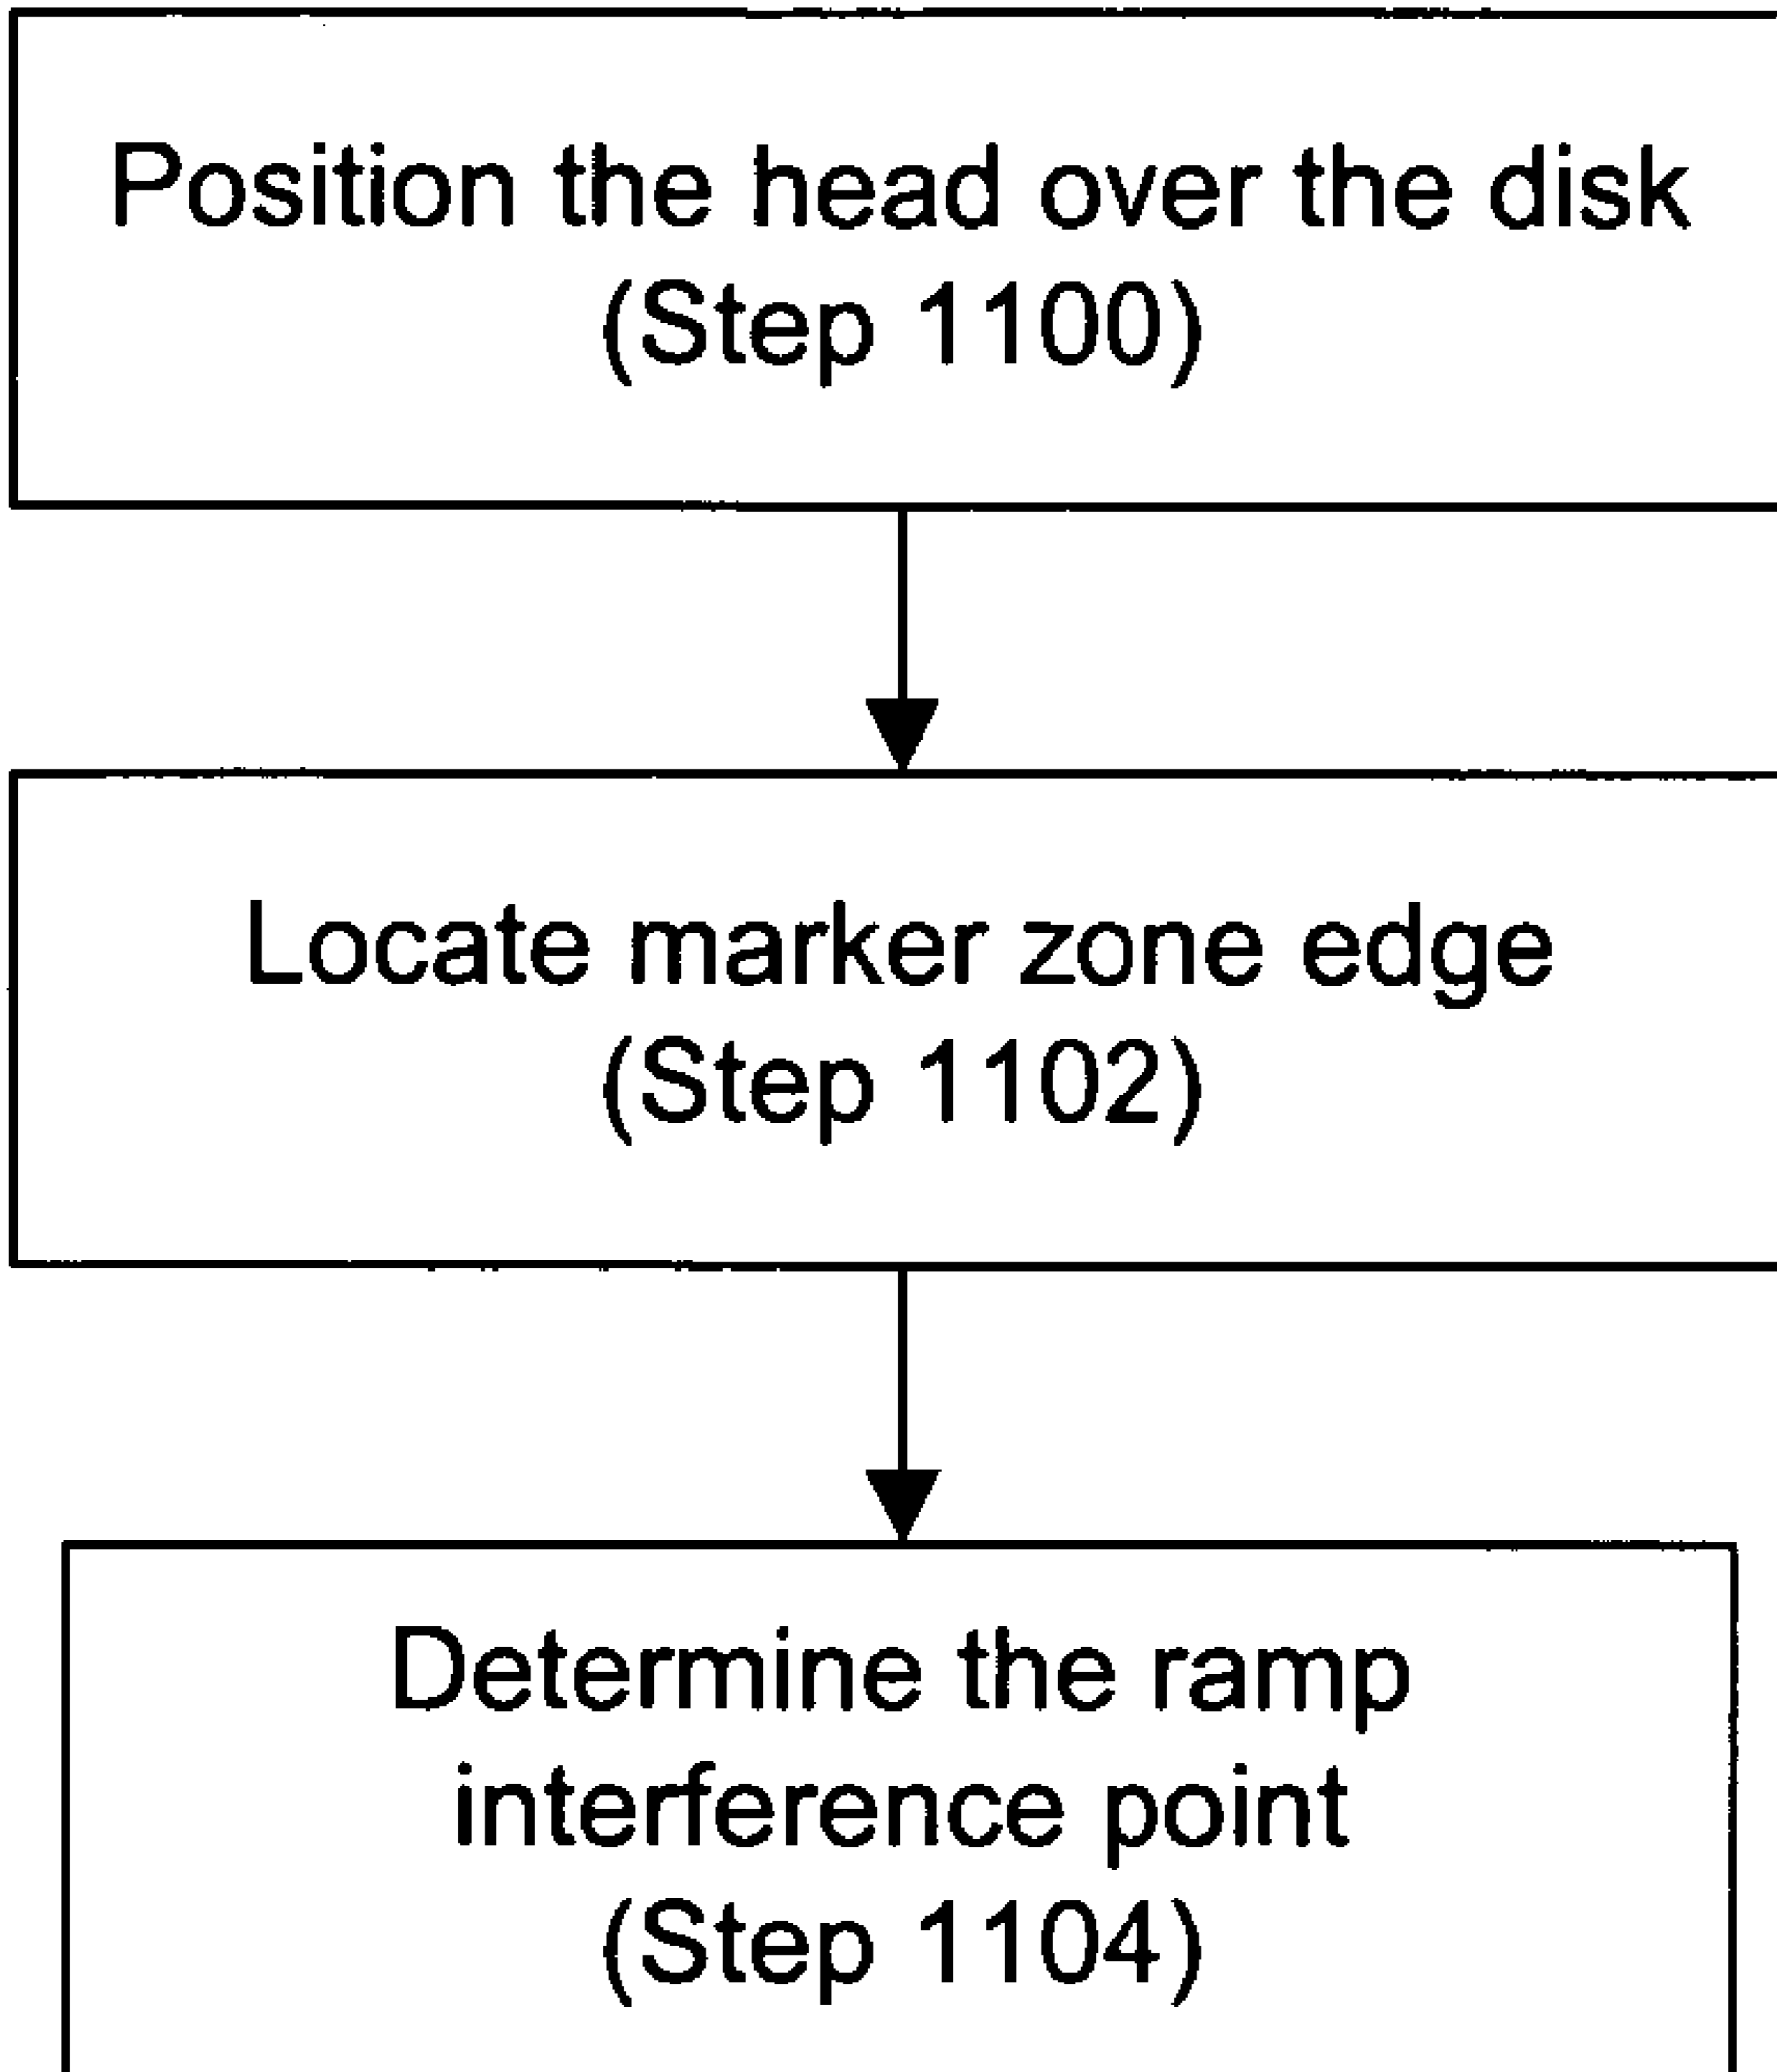 Position the head over the disk
(Step 1100)
Locate marker zone edge
(Step 1102)
Determine the ramp
interference point
(Step 1104)